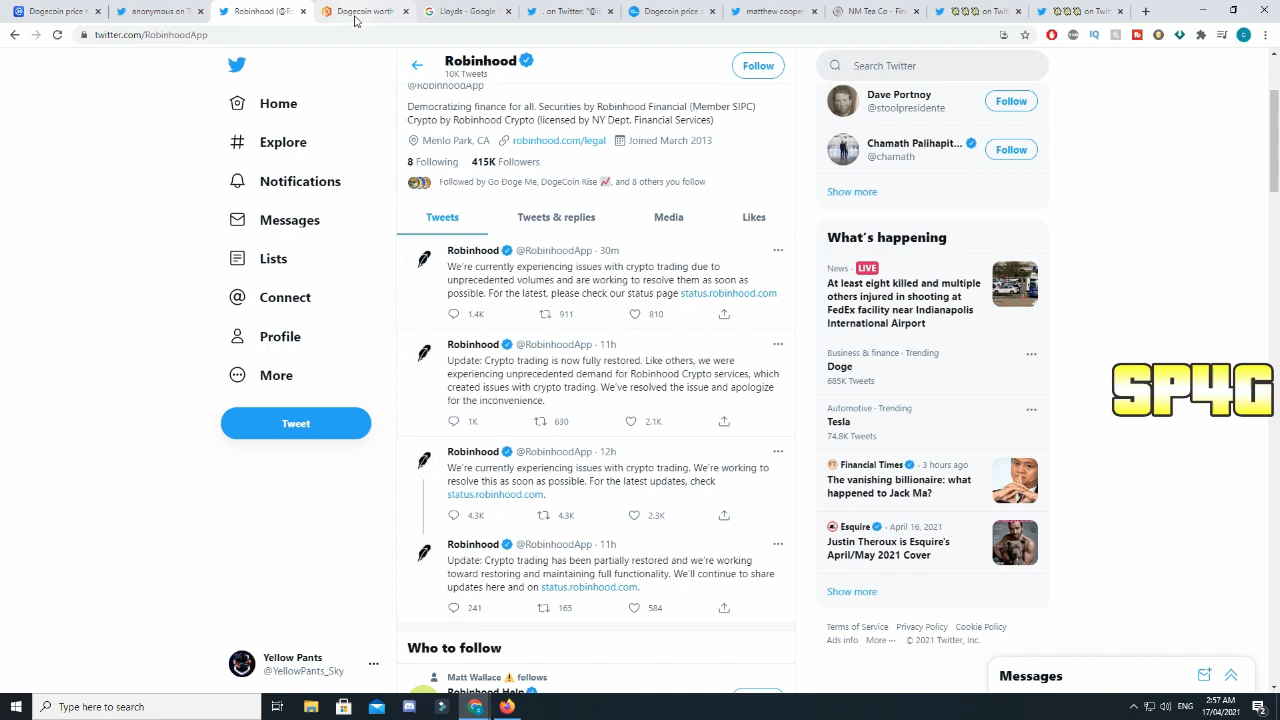 Dogecoin price
anonymous on T
Robinhood (@
Dogecoin worth
Lloyds - Google
. on Twitter: "
Dogecoin price
matthew cooper
NM Tea Co - Fin
on Twitter
on Twitter
twitter.com/RobinhoodApp
Robinhood
10K Tweets
Follow
@RobinhoodApp
Democratizing finance for all. Securities by Robinhood Financial (Member SIPC)
Crypto by Robinhood Crypto (licensed by NY Dept. Financial Services)
Menlo Park, CA robinhood.com/legal Joined March 2013
8 Following 415K Followers
Followed by Go Doge Me, DogeCoin Rise, and 8 others you follow
Tweets Tweets & replies Media Likes
Robinhood @RobinhoodApp · 30m
We're currently experiencing issues with crypto trading due to
unprecedented volumes and are working to resolve them as soon as
possible. For the latest, please check our status page status.robinhood.com
1.4K 911 810
Robinhood @RobinhoodApp · 11h
Update: Crypto trading is now fully restored. Like others, we were
experiencing unprecedented demand for Robinhood Crypto services, which
created issues with crypto trading. We've resolved the issue and apologize
for the inconvenience.
1K 630 2.1K
Robinhood @RobinhoodApp · 12h
We're currently experiencing issues with crypto trading. We're working to
resolve this as soon as possible. For the latest updates, check
status.robinhood.com.
4.3K 4.3K 2.3K
Robinhood @RobinhoodApp · 11h
Update: Crypto trading has been partially restored and we're working
toward restoring and maintaining full functionality. We'll continue to share
updates here and on status.robinhood.com.
241 165 584
Who to follow
Matt Wallace follows
Robinhood Help
Home
Explore
Notifications
Messages
Lists
Connect
Profile
More
Tweet
Yellow Pants
@YellowPants_Sky
Search Twitter
Dave Portnoy
@stoolpresidente
Follow
Chamath Palihapit...
@chamath
Follow
Show more
What's happening
News · LIVE
At least eight killed and multiple
others injured in shooting at
FedEx facility near Indianapolis
International Airport
Business & finance · Trending
Doge
685K Tweets
Automotive · Trending
Tesla
74.8K Tweets
Financial Times · 3 hours ago
The vanishing billionaire: what
happened to Jack Ma?
Esquire · April 16, 2021
Justin Theroux is Esquire's
April/May 2021 Cover
Show more
Terms of Service Privacy Policy Cookie Policy
Ads info More ··· © 2021 Twitter, Inc.
Messages
SP4G
Type here to search
ENG
2:57 AM
17/04/2021